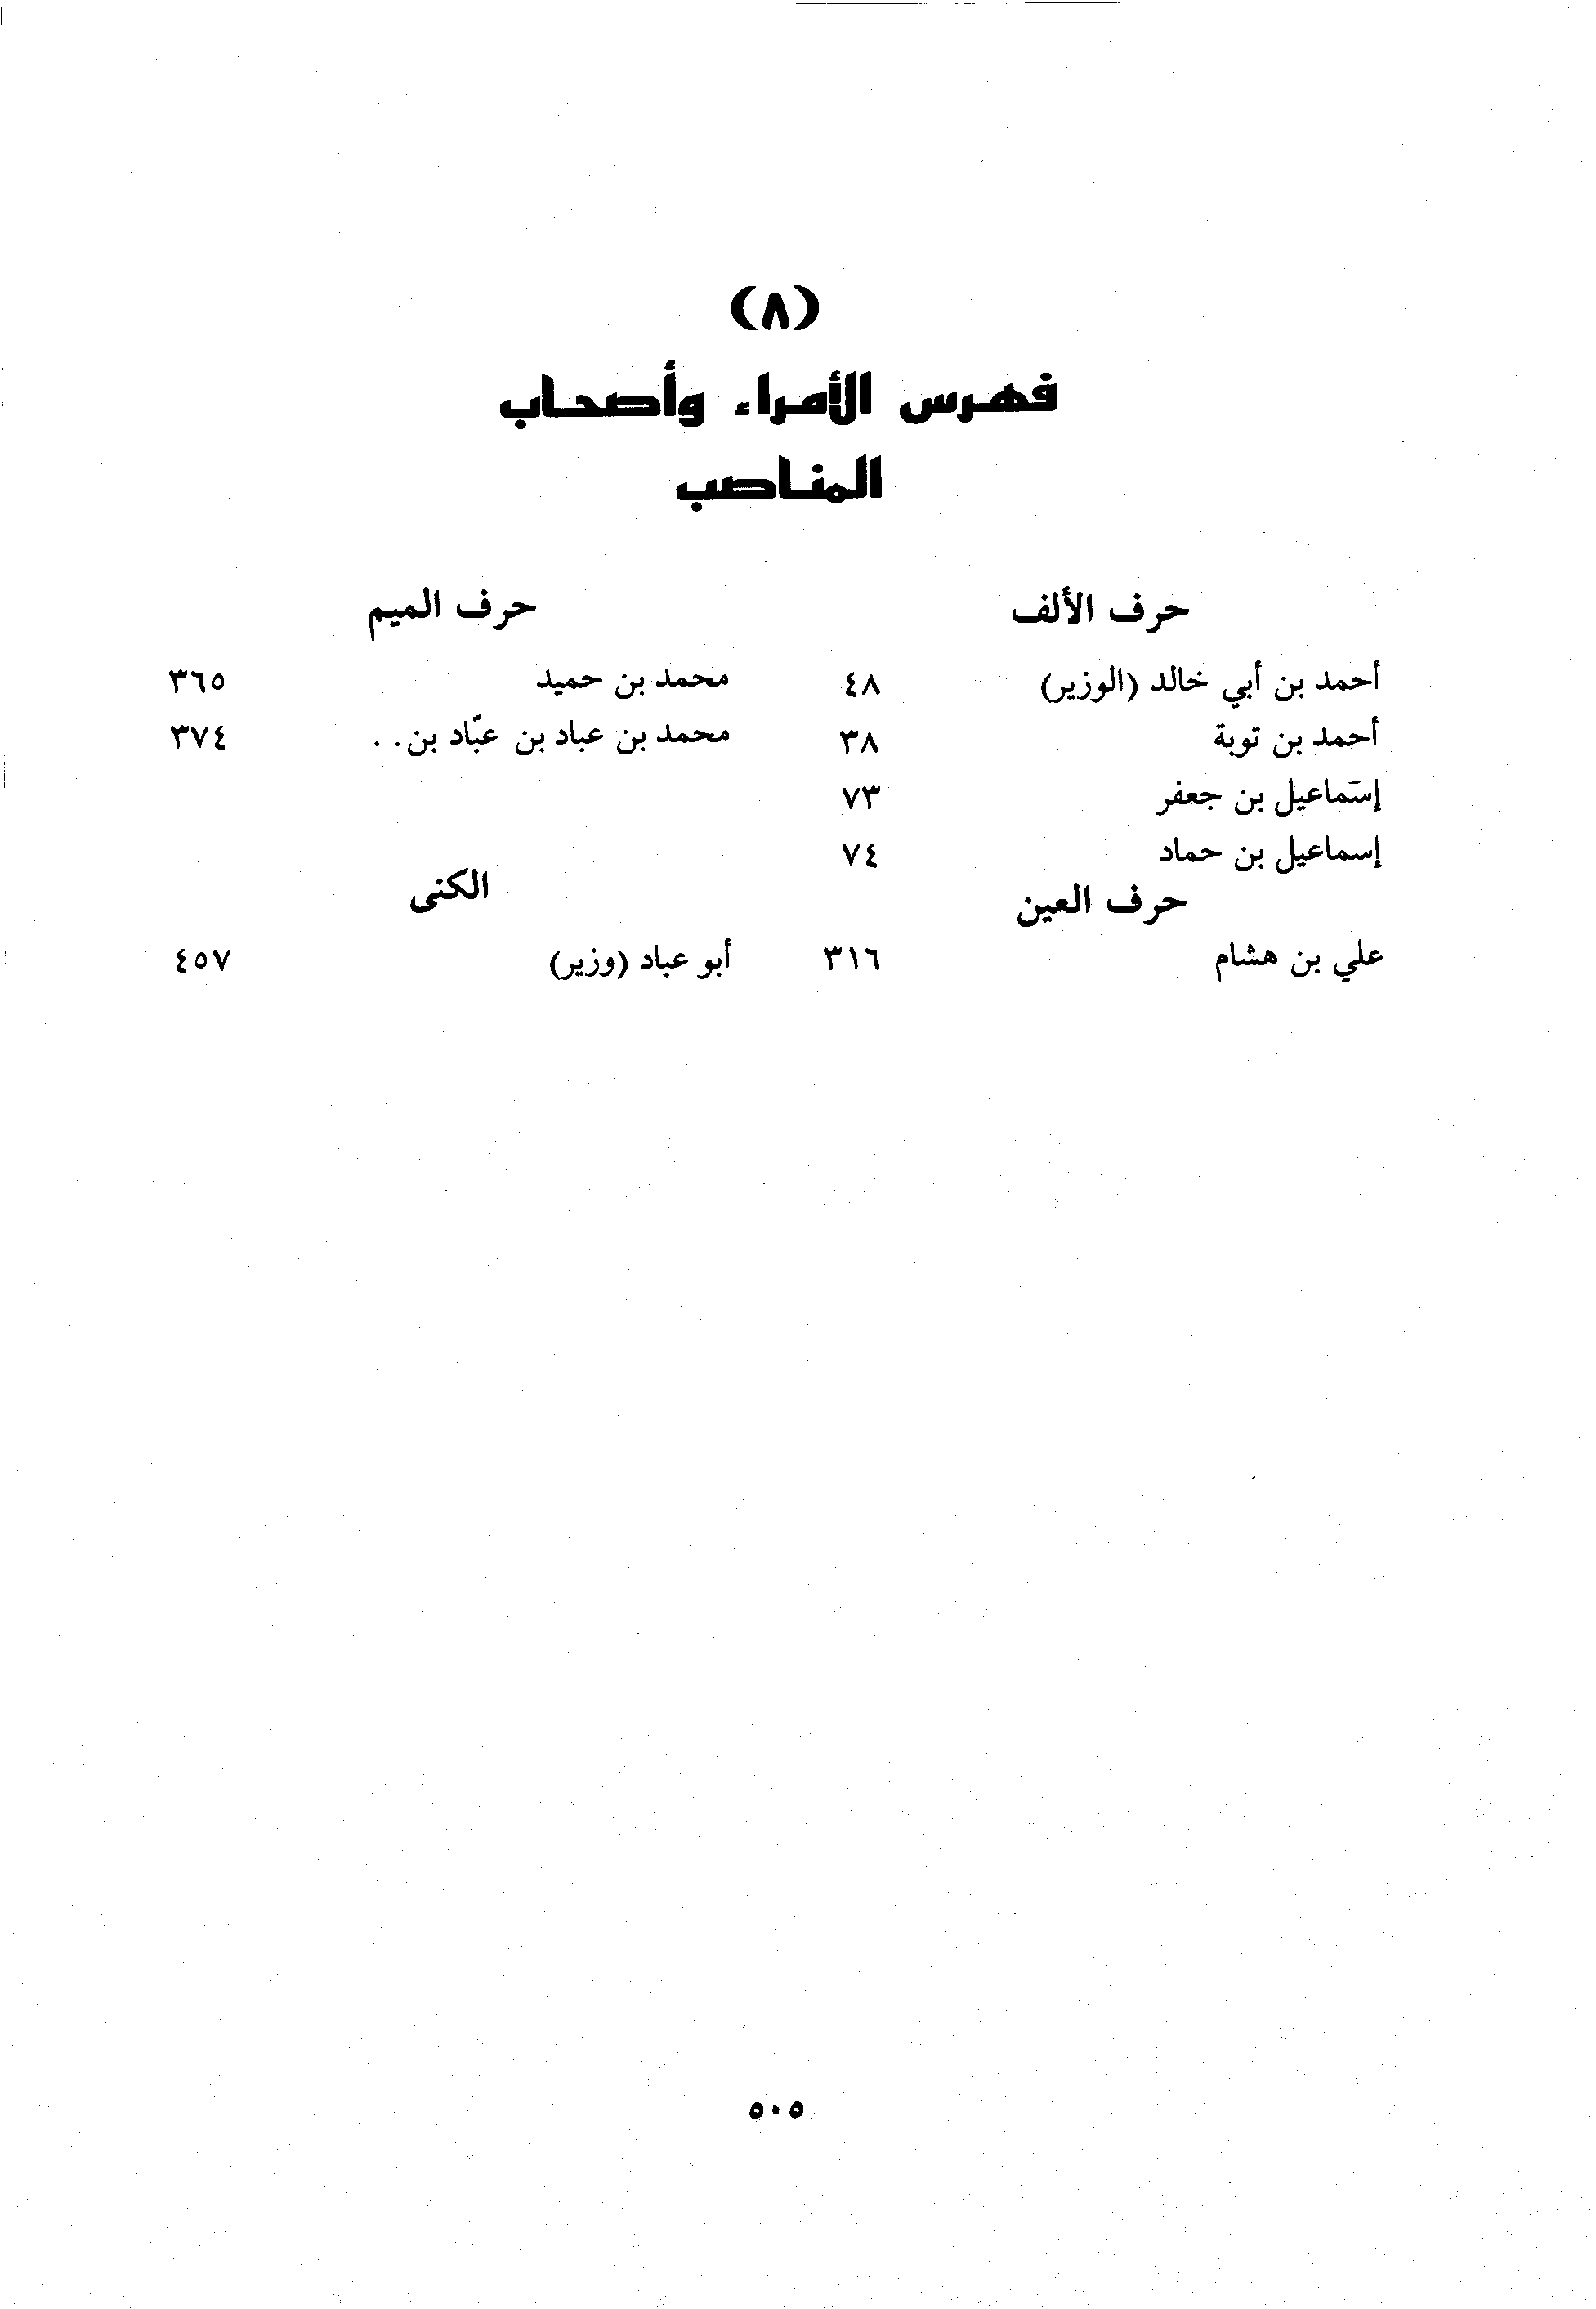 (٨)
فهرس الأمراء وأصحاب
المناصب
حرف الألف
أحمد بن أبي خالد (الوزير) ٤٨
أحمد بن توبة ٣٨
إسماعيل بن جعفر ٧٣
إسماعيل بن حماد ٧٤
حرف العين
علي بن هشام ٣١٦
حرف الميم
محمد بن حميد ٣٦٥
محمد بن عباد بن عبّاد بن.. ٣٧٤
الكنى
أبو عباد (وزير) ٤٥٧
٥٠٥